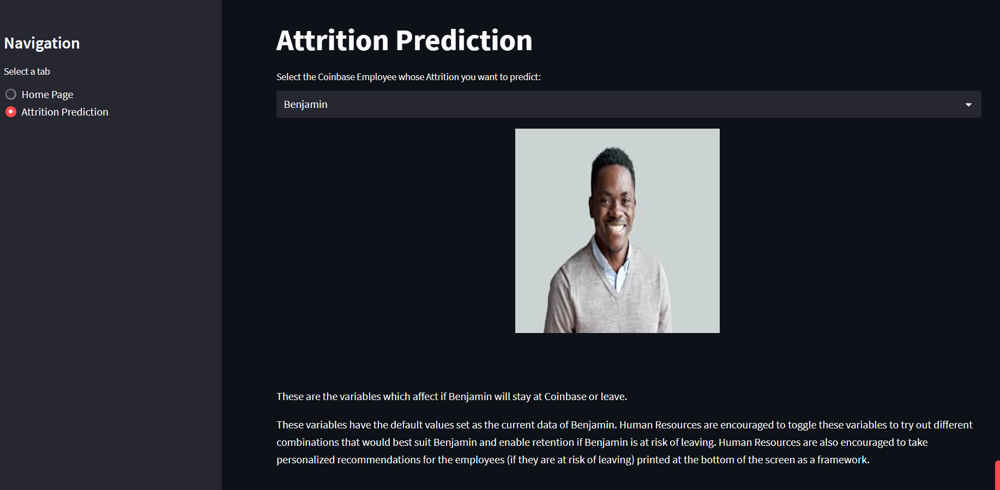 Navigation
Select a tab
Home Page
Attrition Prediction
Attrition Prediction
Select the Coinbase Employee whose Attrition you want to predict:
Benjamin
These are the variables which affect if Benjamin will stay at Coinbase or leave.
These variables have the default values set as the current data of Benjamin. Human Resources are encouraged to toggle these variables to try out different
combinations that would best suit Benjamin and enable retention if Benjamin is at risk of leaving. Human Resources are also encouraged to take
personalized recommendations for the employees (if they are at risk of leaving) printed at the bottom of the screen as a framework.